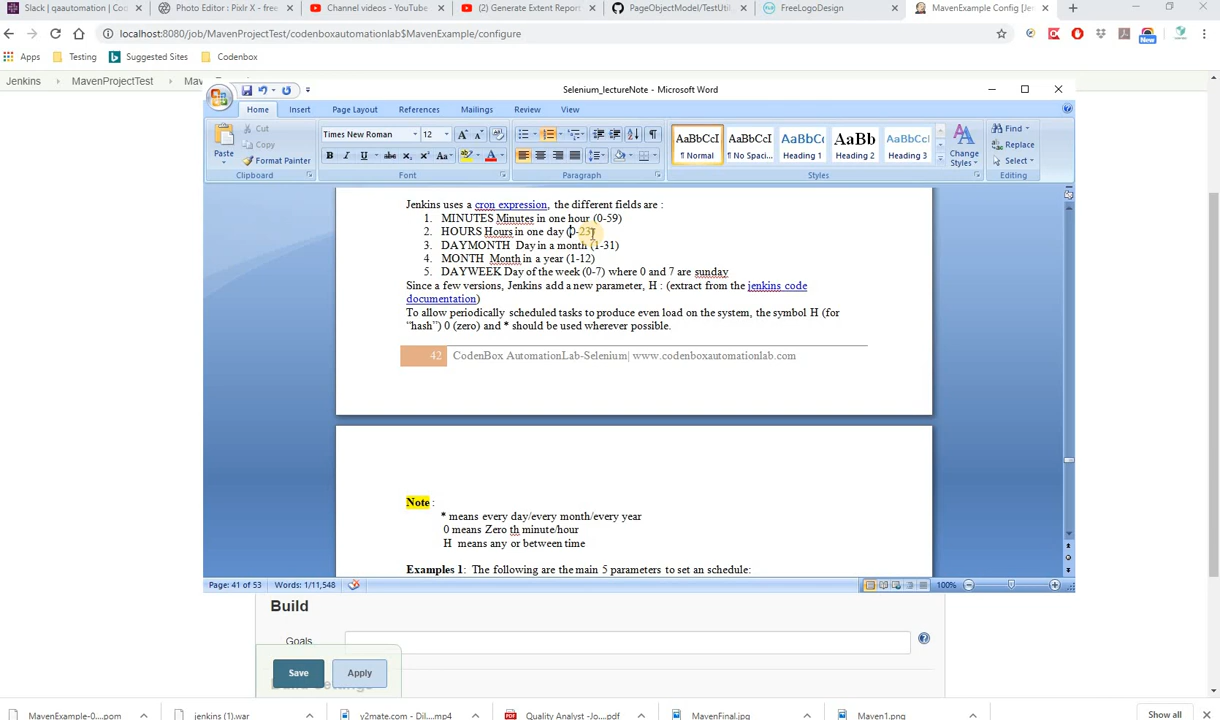 Slack | qaautomation | Cod
Photo Editor : Pixlr X - free
Channel videos - YouTube
(2) Generate Extent Report
PageObjectModel/TestUtil
FreeLogoDesign
MavenExample Config [Jen
localhost:8080/job/MavenProjectTest/codenboxautomationlab$MavenExample/configure
Apps
Testing
Suggested Sites
Codenbox
Jenkins
MavenProjectTest
Selenium_lectureNote - Microsoft Word
Home
Insert
Page Layout
References
Mailings
Review
View
Paste
Cut
Copy
Format Painter
Clipboard
Times New Roman
12
Font
Paragraph
AaBbCcI
¶ Normal
AaBbCcI
¶ No Spaci...
AaBbCc
Heading 1
AaBb
Heading 2
AaBbCcI
Heading 3
Change
Styles
Styles
Find
Replace
Select
Editing
Jenkins uses a cron expression, the different fields are :
1. MINUTES Minutes in one hour (0-59)
2. HOURS Hours in one day (0-23)
3. DAYMONTH Day in a month (1-31)
4. MONTH Month in a year (1-12)
5. DAYWEEK Day of the week (0-7) where 0 and 7 are sunday
Since a few versions, Jenkins add a new parameter, H : (extract from the jenkins code
documentation)
To allow periodically scheduled tasks to produce even load on the system, the symbol H (for
“hash”) 0 (zero) and * should be used wherever possible.
42 CodenBox AutomationLab-Selenium| www.codenboxautomationlab.com
Note :
* means every day/every month/every year
0 means Zero th minute/hour
H means any or between time
Examples 1: The following are the main 5 parameters to set an schedule:
Page: 41 of 53
Words: 1/11,548
100%
Build
Goals
Save
Apply
MavenExample-0....pom
jenkins (1).war
y2mate.com - Dil....mp4
Quality Analyst -Jo....pdf
MavenFinal.jpg
Maven1.png
Show all